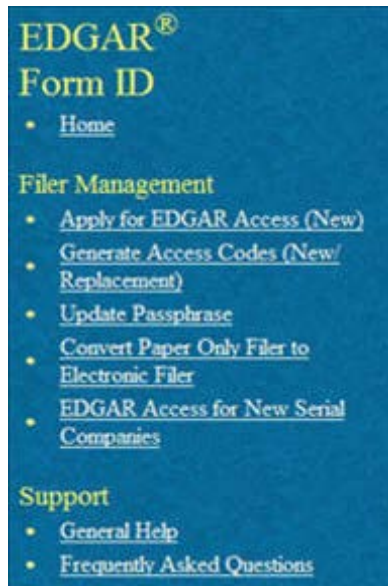 EDGAR®
Form ID
Home
Filer Management
Apply for EDGAR Access (New)
Generate Access Codes (New/
Replacement)
Update Passphrase
Convert Paper Only Filer to
Electronic Filer
EDGAR Access for New Serial
Companies
Support
General Help
Frequently Asked Questions